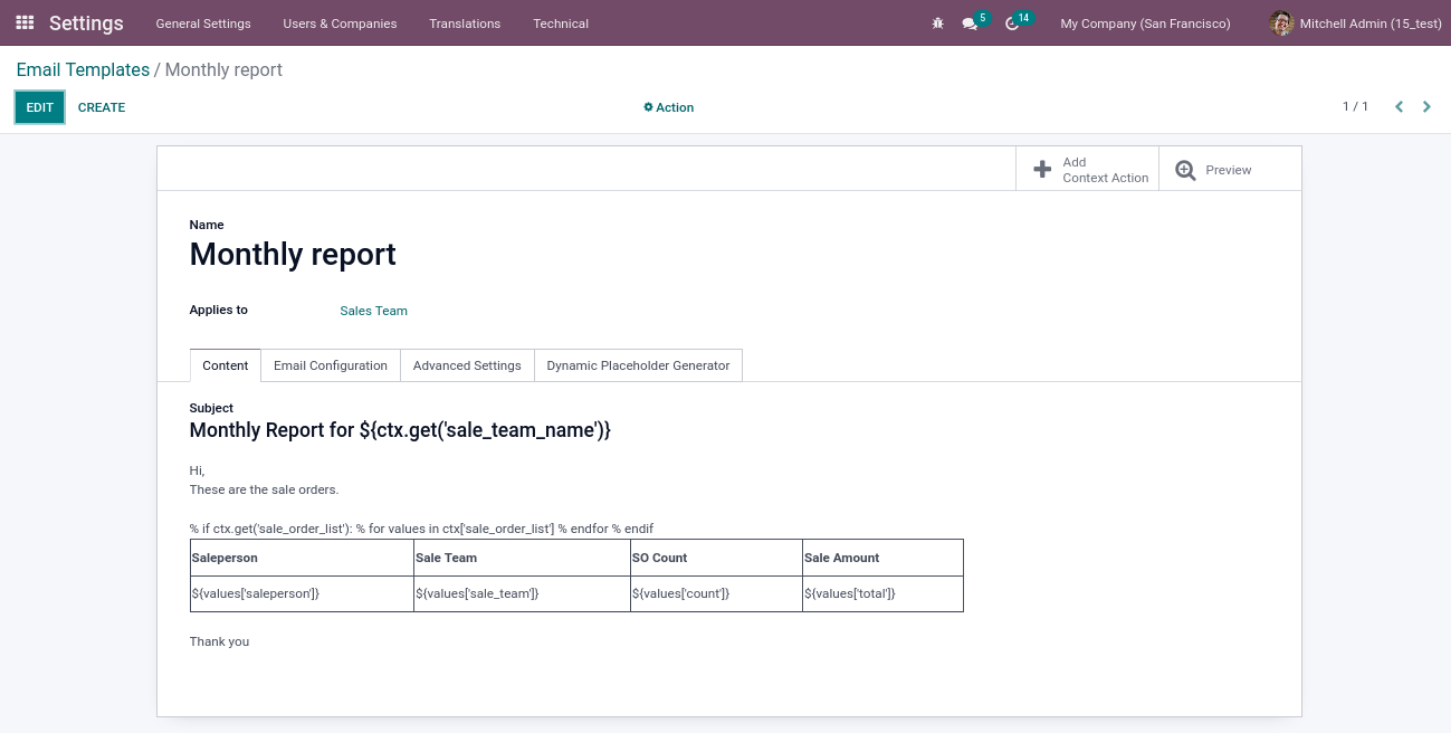 Settings General Settings Users & Companies Translations Technical 5 14 My Company (San Francisco) Mitchell Admin (15_test)
Email Templates / Monthly report
EDIT CREATE Action 1 / 1
Add
Context Action
Preview
Name
Monthly report
Applies to Sales Team
Content Email Configuration Advanced Settings Dynamic Placeholder Generator
Subject
Monthly Report for ${ctx.get('sale_team_name')}
Hi,
These are the sale orders.
% if ctx.get('sale_order_list'): % for values in ctx['sale_order_list'] % endfor % endif
Saleperson Sale Team SO Count Sale Amount
${values['saleperson']} ${values['sale_team']} ${values['count']} ${values['total']}
Thank you